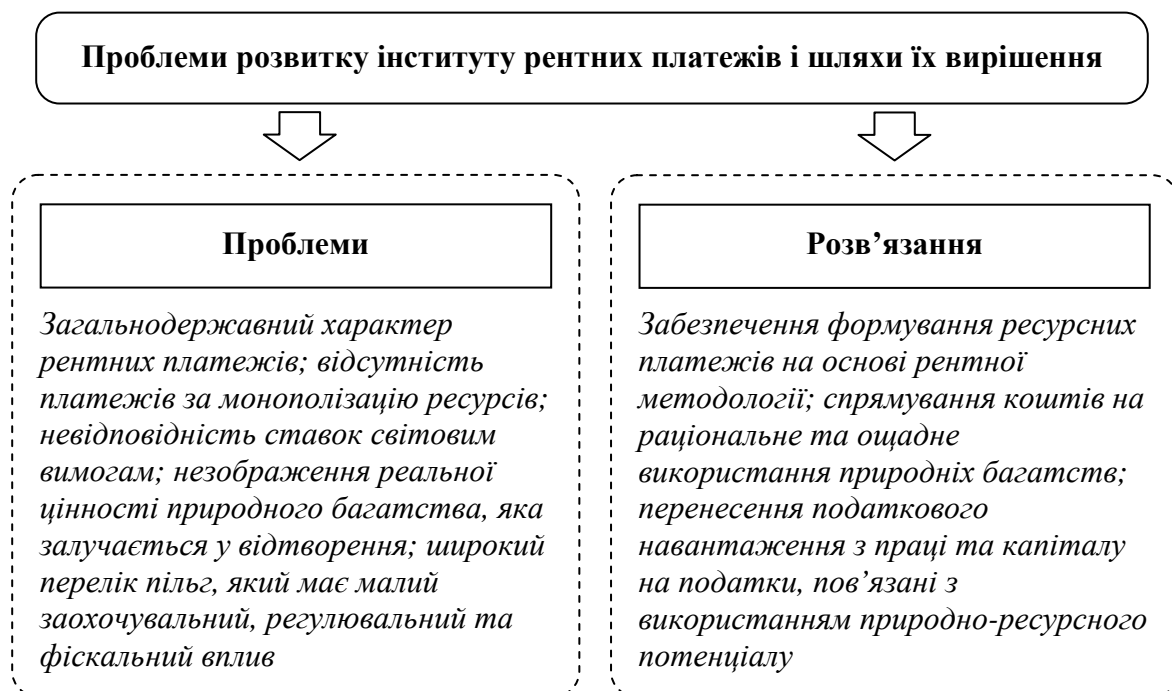 Проблеми розвитку інституту рентних платежів і шляхи їх вирішення
Проблеми
Загальнодержавний характер
рентних платежів; відсутність
платежів за монополізацію ресурсів;
невідповідність ставок світовим
вимогам; незображення реальної
цінності природного багатства, яка
залучається у відтворення; широкий
перелік пільг, який має малий
заохочувальний, регулювальний та
фіскальний вплив
Розв’язання
Забезпечення формування ресурсних
платежів на основі рентної
методології; спрямування коштів на
раціональне та ощадне
використання природніх багатств;
перенесення податкового
навантаження з праці та капіталу
на податки, пов’язані з
використанням природно-ресурсного
потенціалу